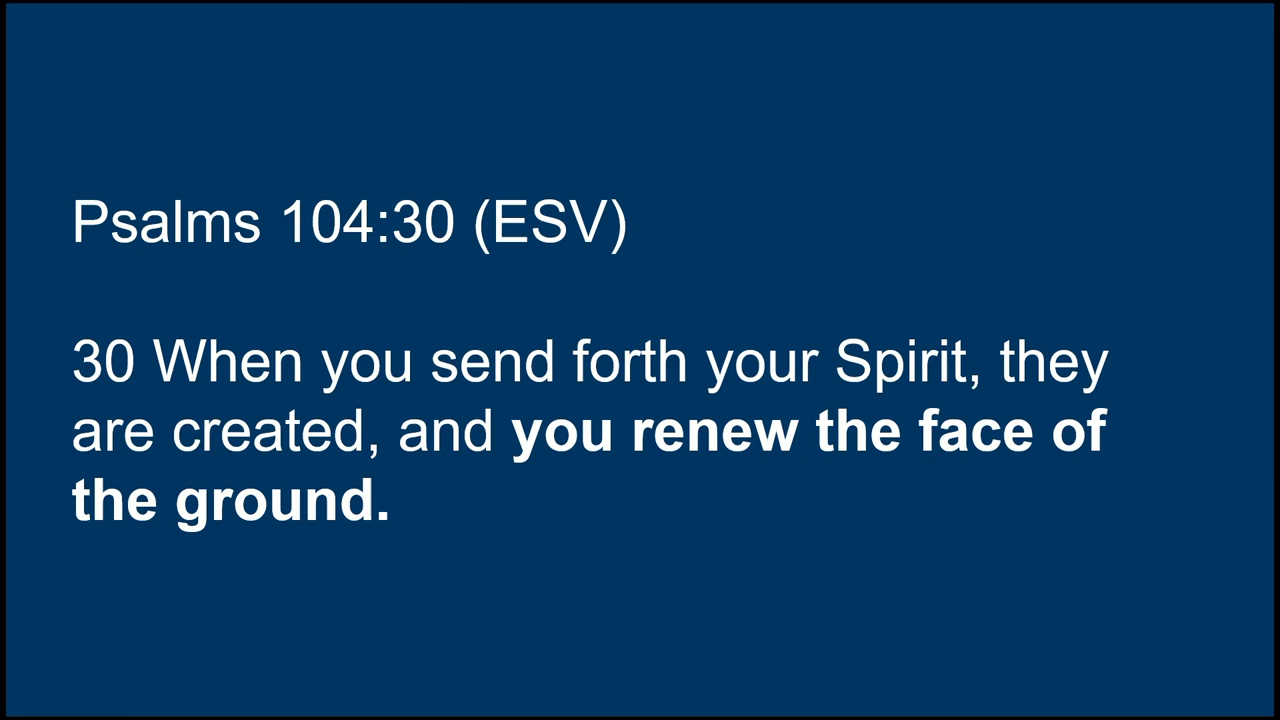 Psalms 104:30 (ESV)
30 When you send forth your Spirit, they
are created, and you renew the face of
the ground.